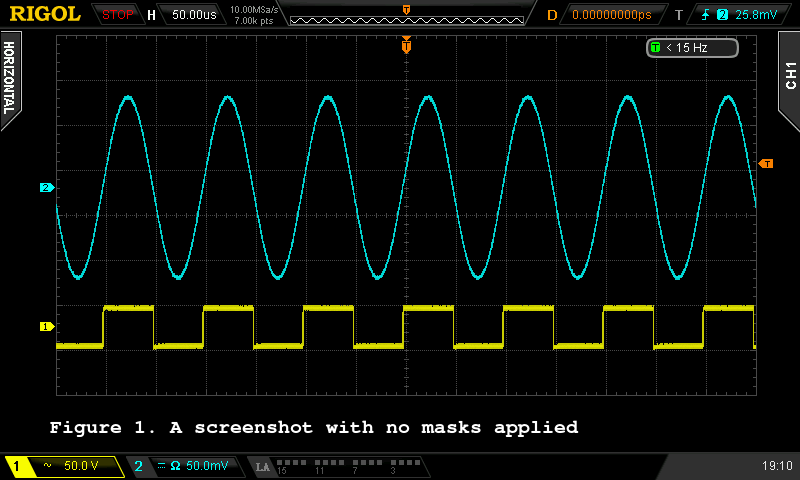 RIGOL STOP H 50.00us 10.00MSa/s 7.00k pts T D 0.00000000ps T 2 25.8mV
HORIZONTAL
T
T < 15 Hz
CH1
T
2
1
Figure 1. A screenshot with no masks applied
1 ~ 50.0 V 2 = Ω 50.0mV LA 15 11 7 3 19:10